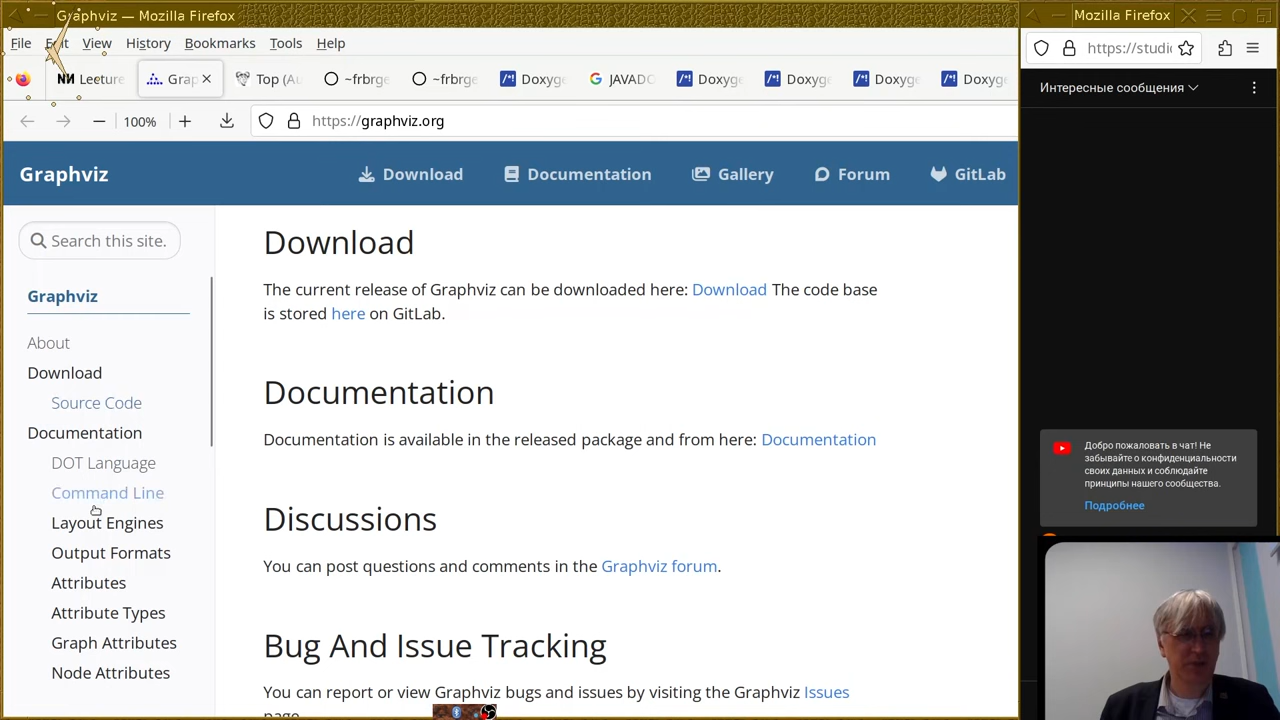 Graphviz — Mozilla Firefox
Mozilla Firefox
File Edit View History Bookmarks Tools Help
Leeture
Grap
Top (Au
~frbrge
~frbrge
Doxyge
JAVADO
Doxyge
Doxyge
Doxyge
Doxyge
100%
https://graphviz.org
https://studi
Интересные сообщения
Graphviz
Download
Documentation
Gallery
Forum
GitLab
Search this site.
Graphviz
About
Download
Source Code
Documentation
DOT Language
Command Line
Layout Engines
Output Formats
Attributes
Attribute Types
Graph Attributes
Node Attributes
Download
The current release of Graphviz can be downloaded here: Download The code base
is stored here on GitLab.
Documentation
Documentation is available in the released package and from here: Documentation
Discussions
You can post questions and comments in the Graphviz forum.
Bug And Issue Tracking
You can report or view Graphviz bugs and issues by visiting the Graphviz Issues
page.
Добро пожаловать в чат! Не
забывайте о конфиденциальности
своих данных и соблюдайте
принципы нашего сообщества.
Подробнее